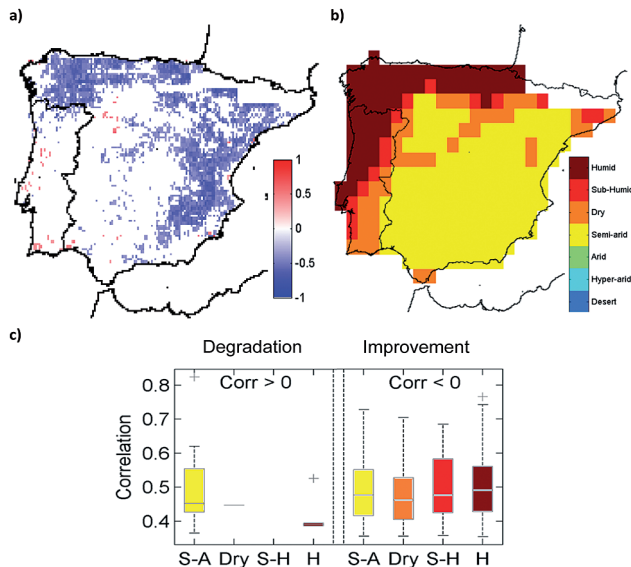 a)
b)
1
0.5
0
-0.5
-1
Humid
Sub-Humid
Dry
Semi-arid
Arid
Hyper-arid
Desert
c)
Degradation Improvement
Corr > 0 Corr < 0
Correlation
0.8
0.7
0.6
0.5
0.4
S-A Dry S-H H S-A Dry S-H H